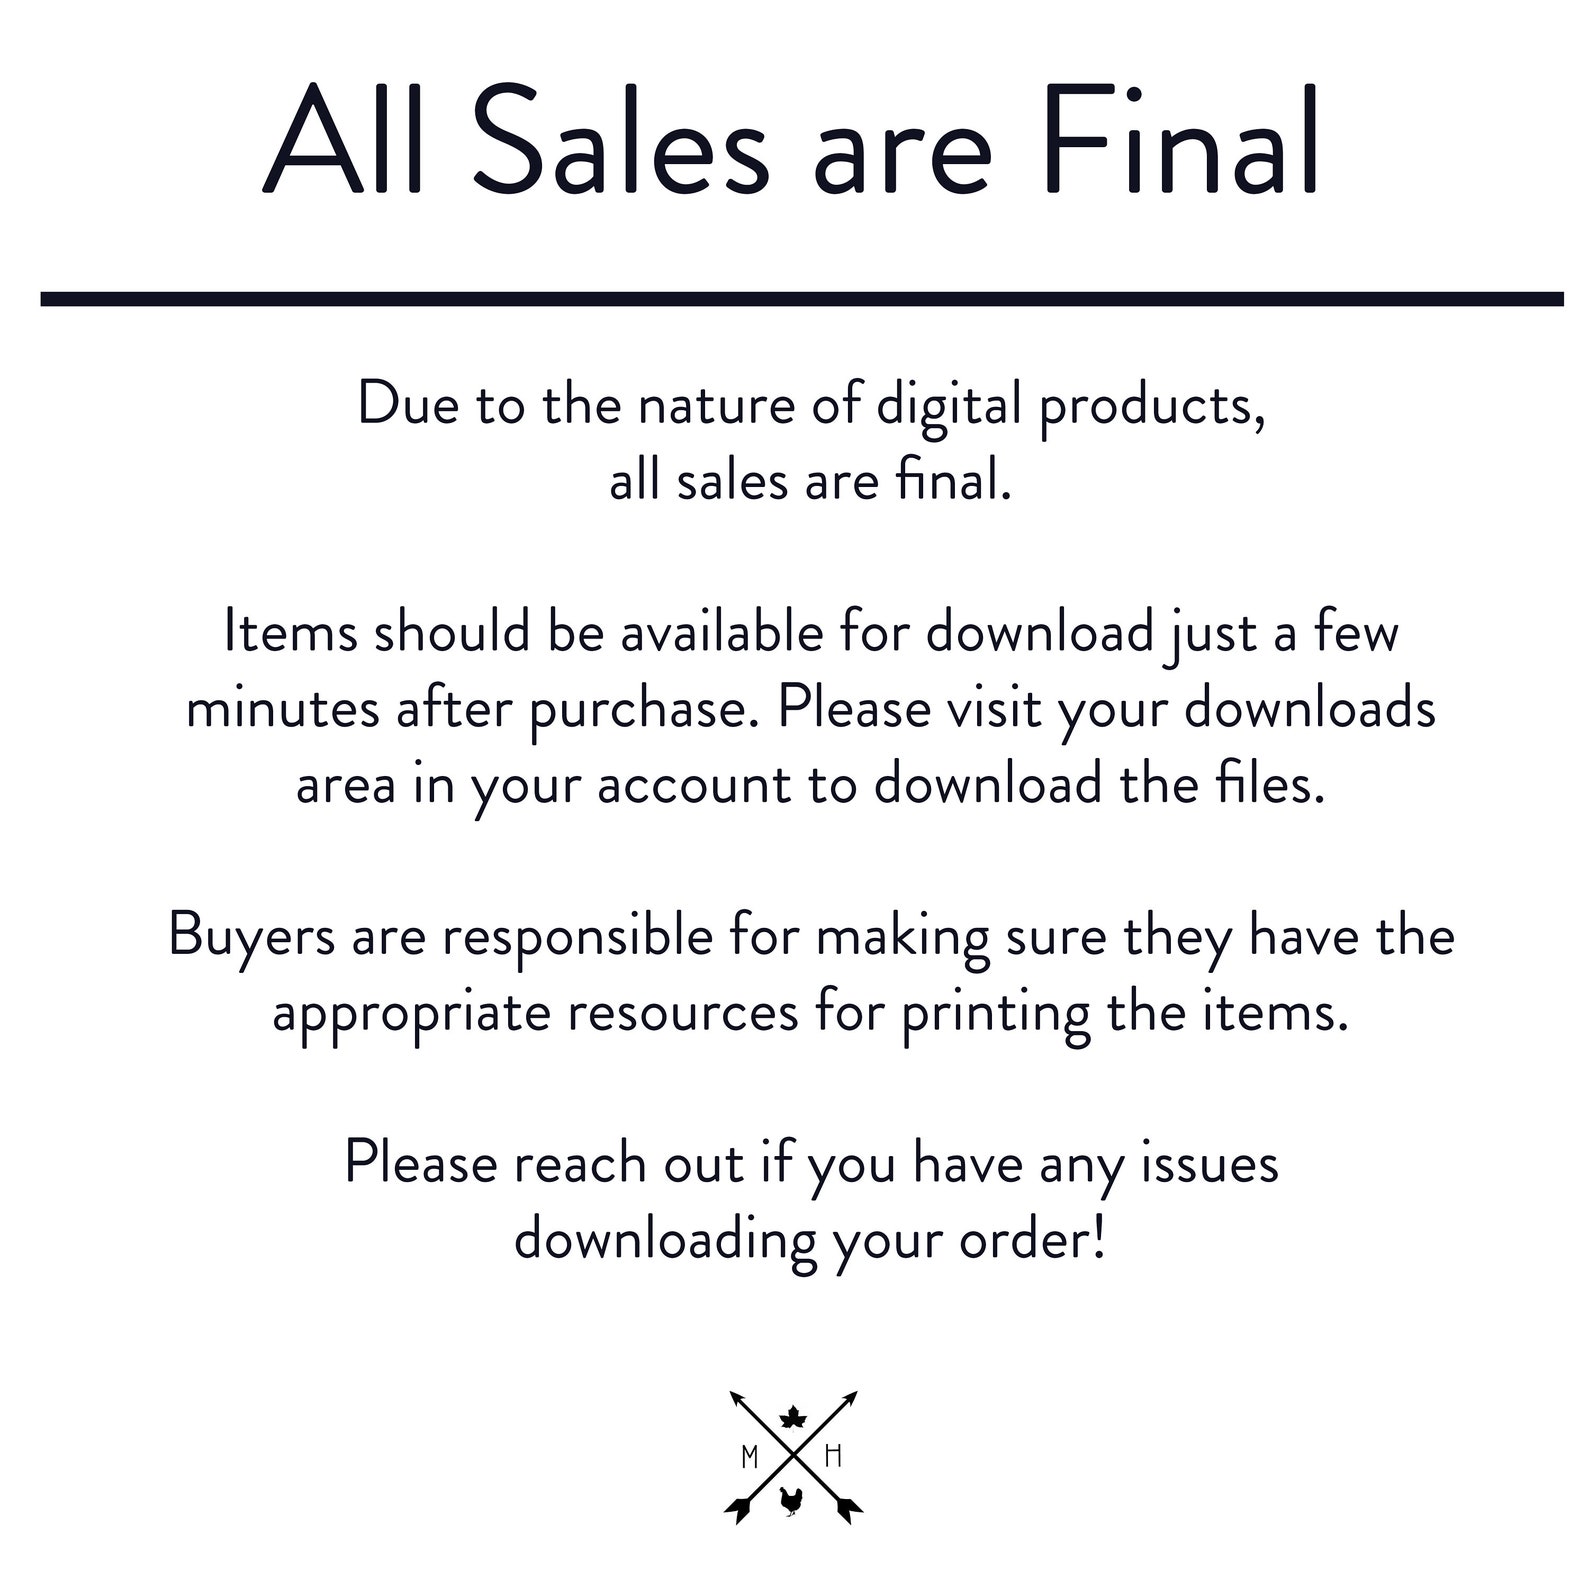 All Sales are Final
Due to the nature of digital products,
all sales are final.
Items should be available for download just a few
minutes after purchase. Please visit your downloads
area in your account to download the files.
Buyers are responsible for making sure they have the
appropriate resources for printing the items.
Please reach out if you have any issues
downloading your order!
M H